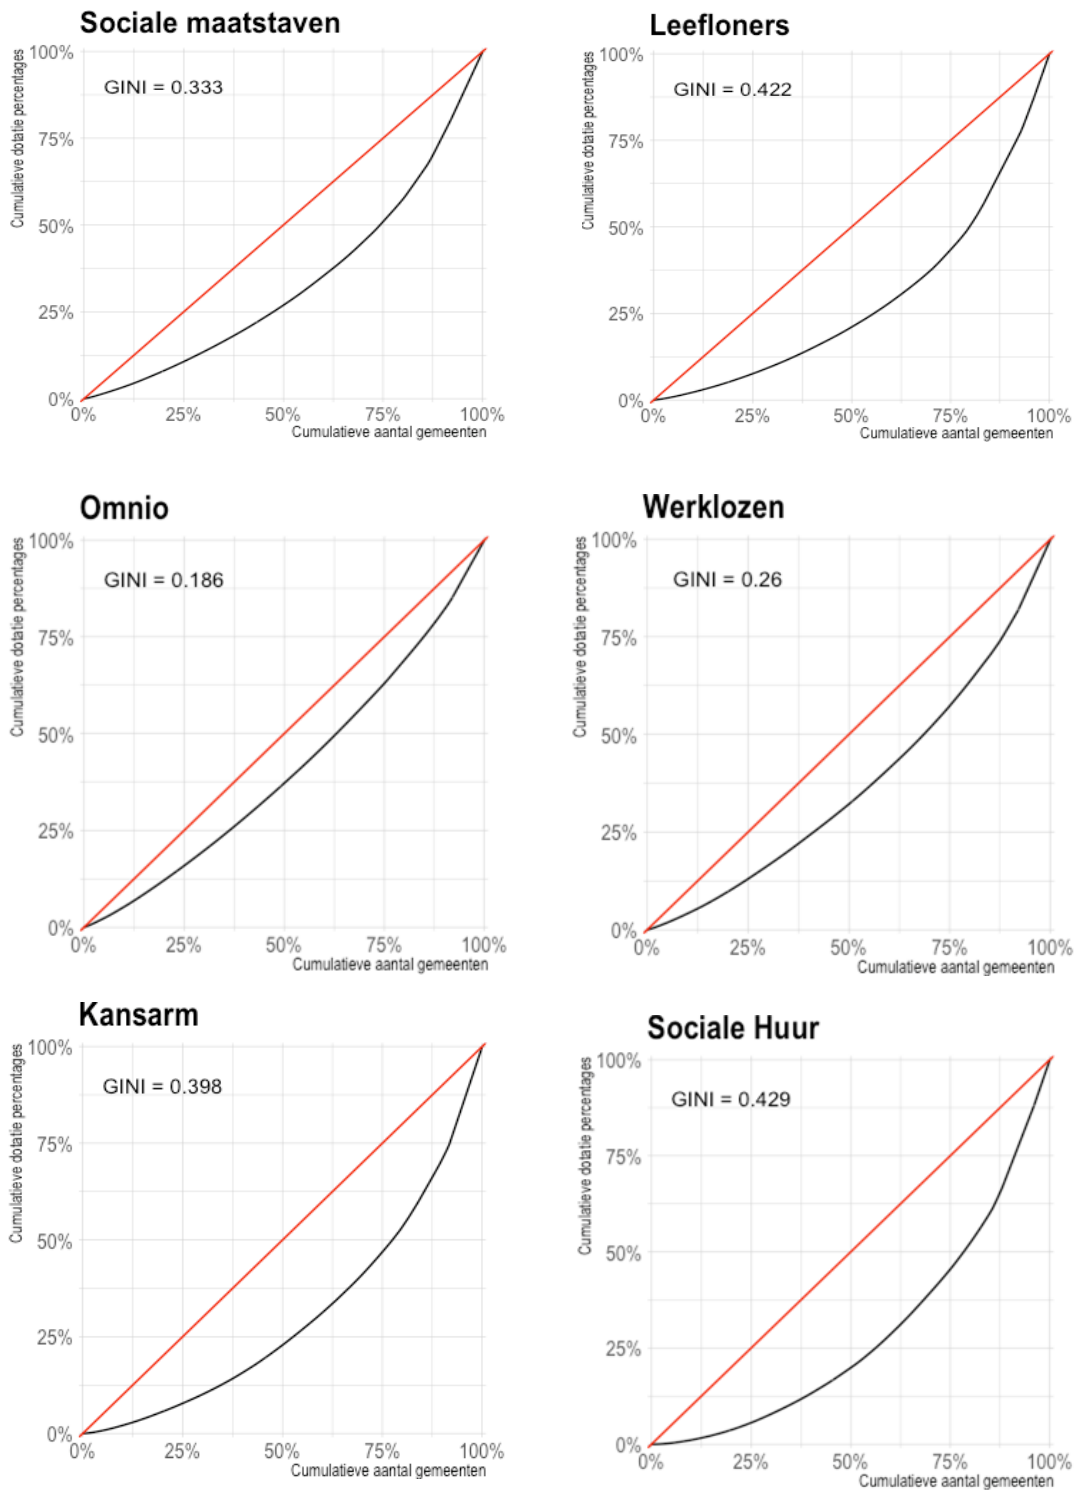 Sociale maatstaven
Cumulatieve dotatie percentages
100%
75%
50%
25%
0%
GINI = 0.333
0% 25% 50% 75% 100%
Cumulatieve aantal gemeenten
Leefloners
Cumulatieve dotatie percentages
100%
75%
50%
25%
0%
GINI = 0.422
0% 25% 50% 75% 100%
Cumulatieve aantal gemeenten
Omnio
Cumulatieve dotatie percentages
100%
75%
50%
25%
0%
GINI = 0.186
0% 25% 50% 75% 100%
Cumulatieve aantal gemeenten
Werklozen
Cumulatieve dotatie percentages
100%
75%
50%
25%
0%
GINI = 0.26
0% 25% 50% 75% 100%
Cumulatieve aantal gemeenten
Kansarm
Cumulatieve dotatie percentages
100%
75%
50%
25%
0%
GINI = 0.398
0% 25% 50% 75% 100%
Cumulatieve aantal gemeenten
Sociale Huur
Cumulatieve dotatie percentages
100%
75%
50%
25%
0%
GINI = 0.429
0% 25% 50% 75% 100%
Cumulatieve aantal gemeenten